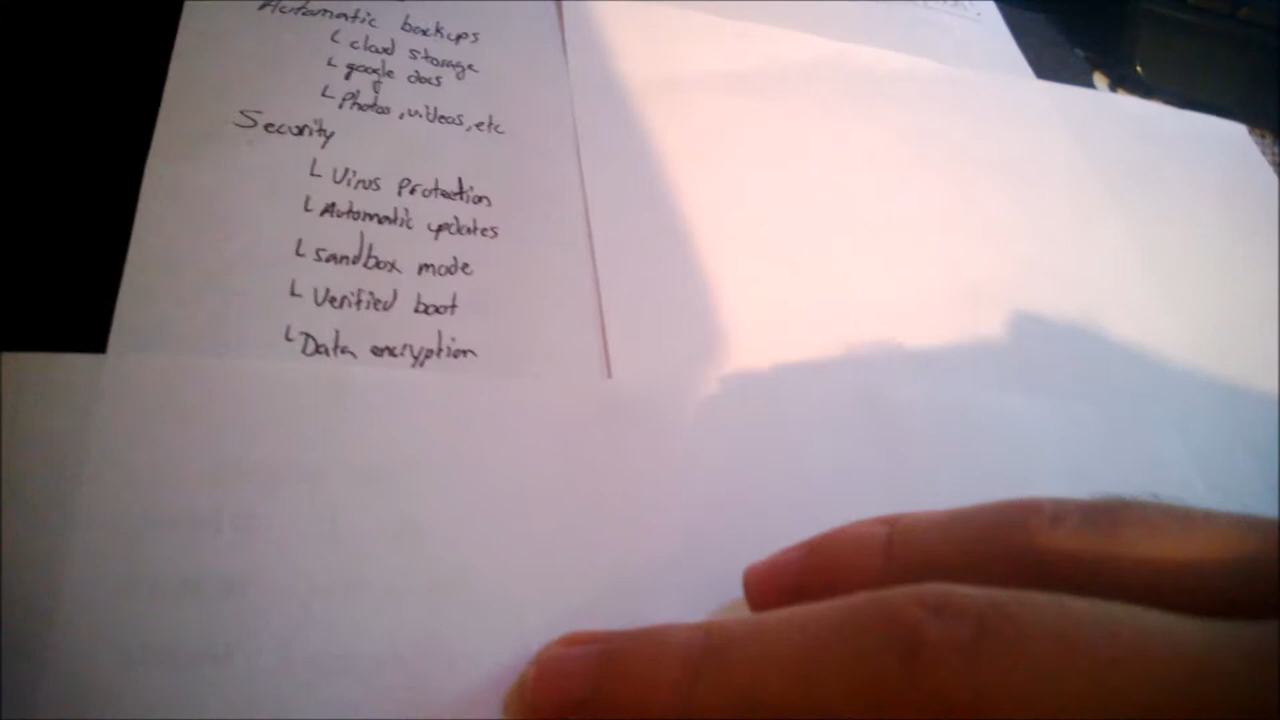 Automatic backups
└ cloud storage
└ google docs
└ Photos, videos, etc
Security
└ Virus Protection
└ Automatic updates
└ sandbox mode
└ Verified boot
└ Data encryption